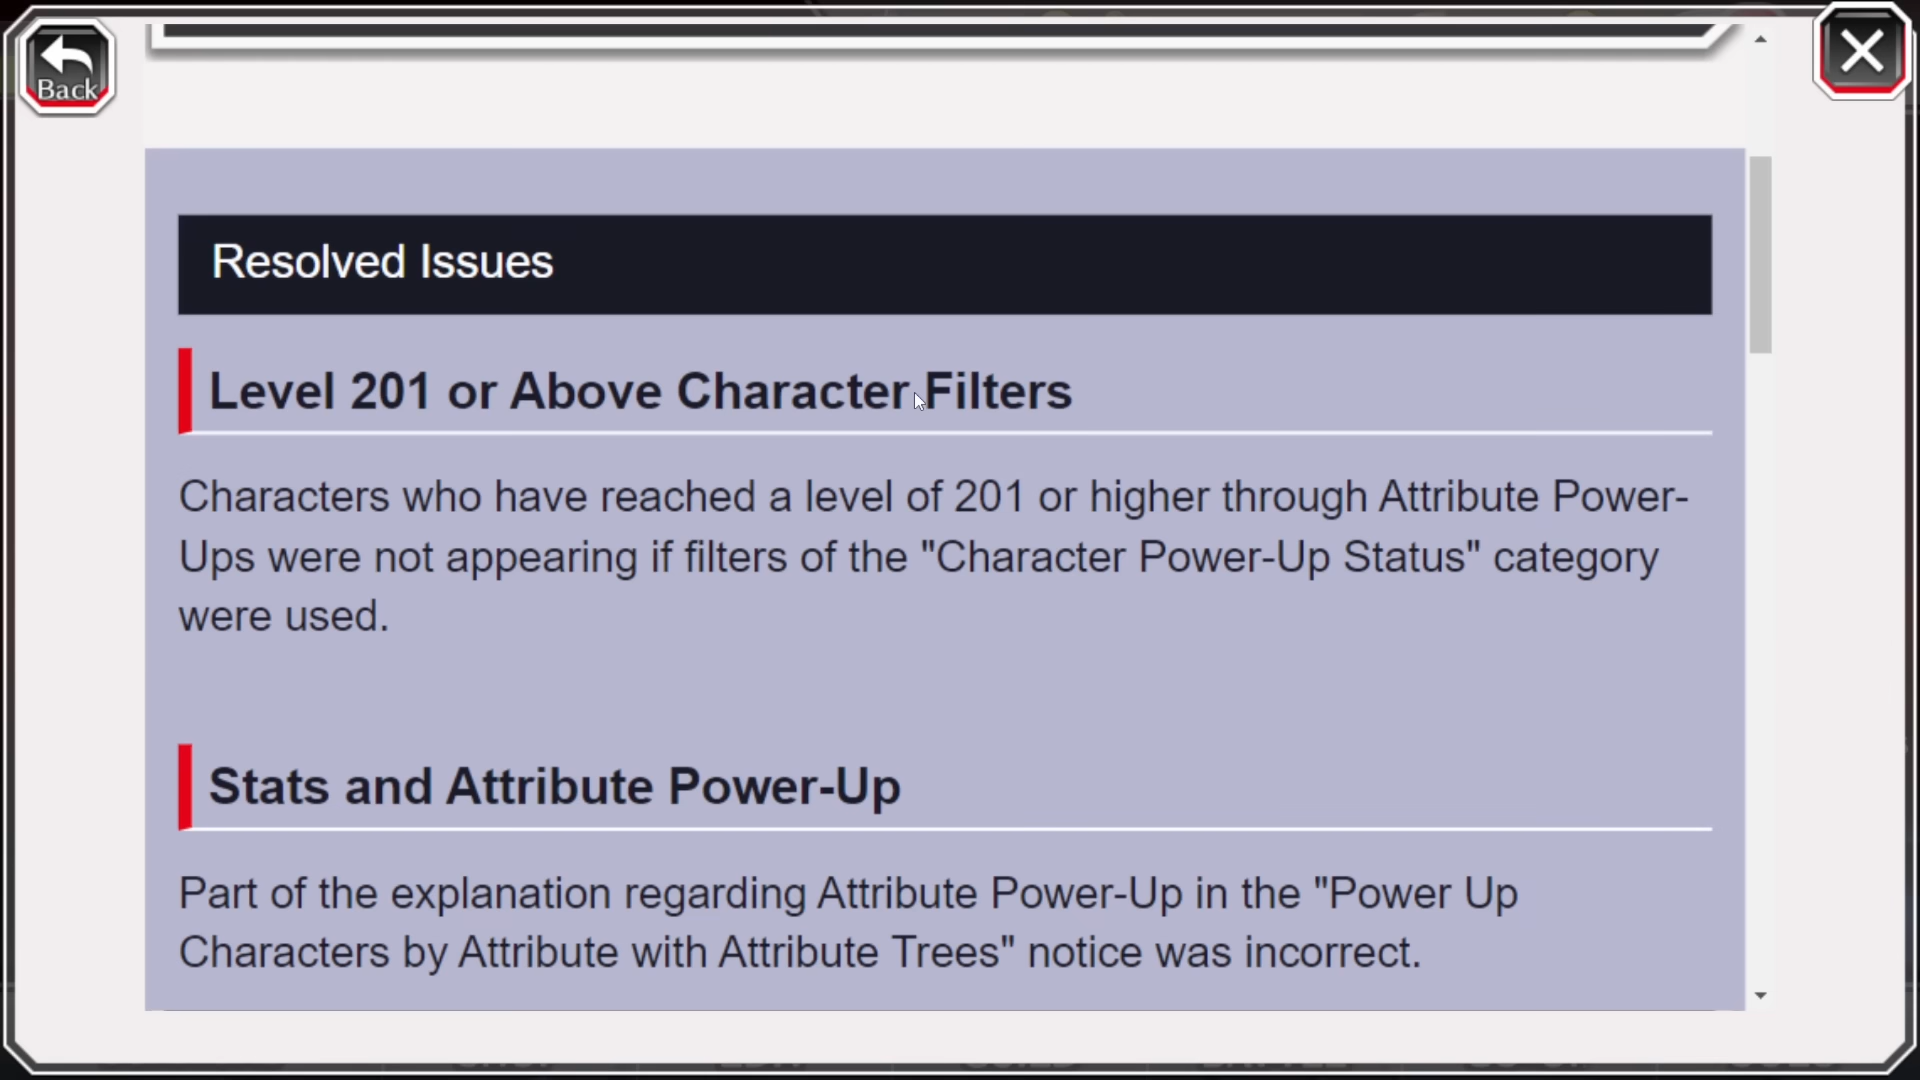 Back
Resolved Issues
Level 201 or Above Character Filters
Characters who have reached a level of 201 or higher through Attribute Power-
Ups were not appearing if filters of the "Character Power-Up Status" category
were used.
Stats and Attribute Power-Up
Part of the explanation regarding Attribute Power-Up in the "Power Up
Characters by Attribute with Attribute Trees" notice was incorrect.